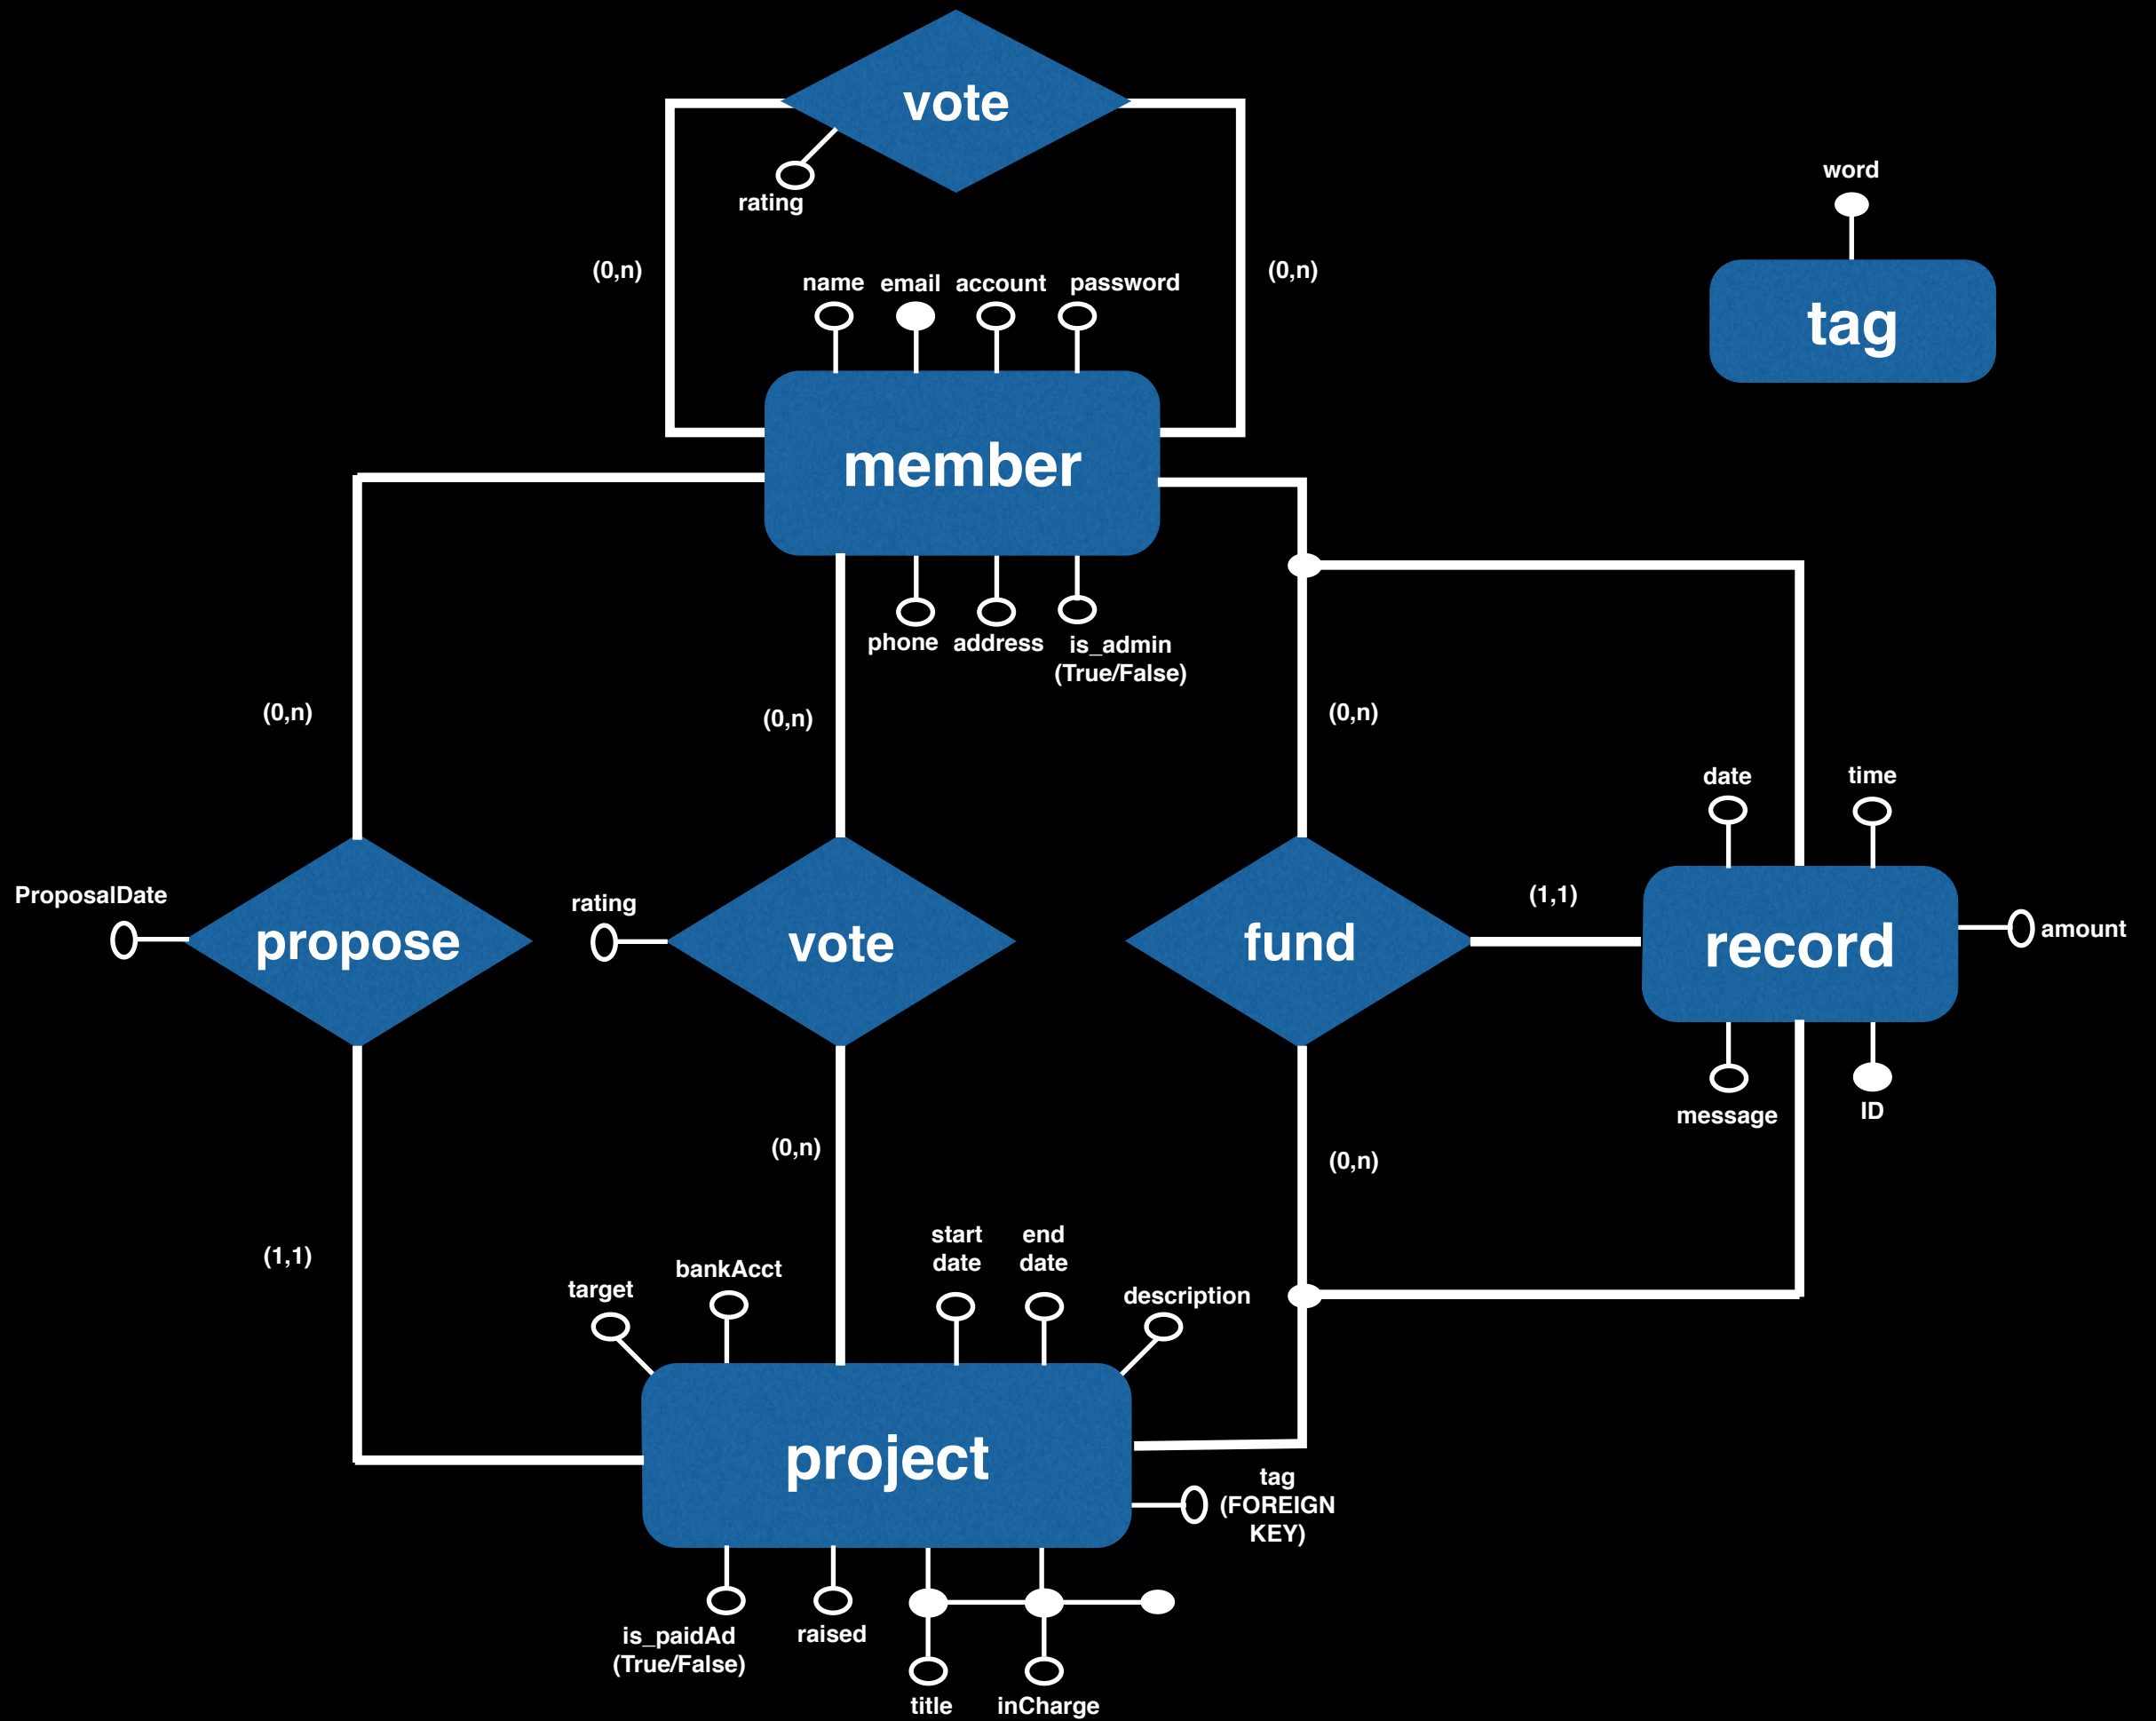 vote
rating
word
tag
(0,n)
(0,n)
name
email
account
password
member
phone
address
is_admin
(True/False)
(0,n)
(0,n)
(0,n)
date
time
ProposalDate
propose
rating
vote
fund
(1,1)
record
amount
message
ID
(0,n)
(0,n)
(1,1)
target
bankAcct
start
date
end
date
description
project
tag
(FOREIGN
KEY)
is_paidAd
(True/False)
raised
title
inCharge